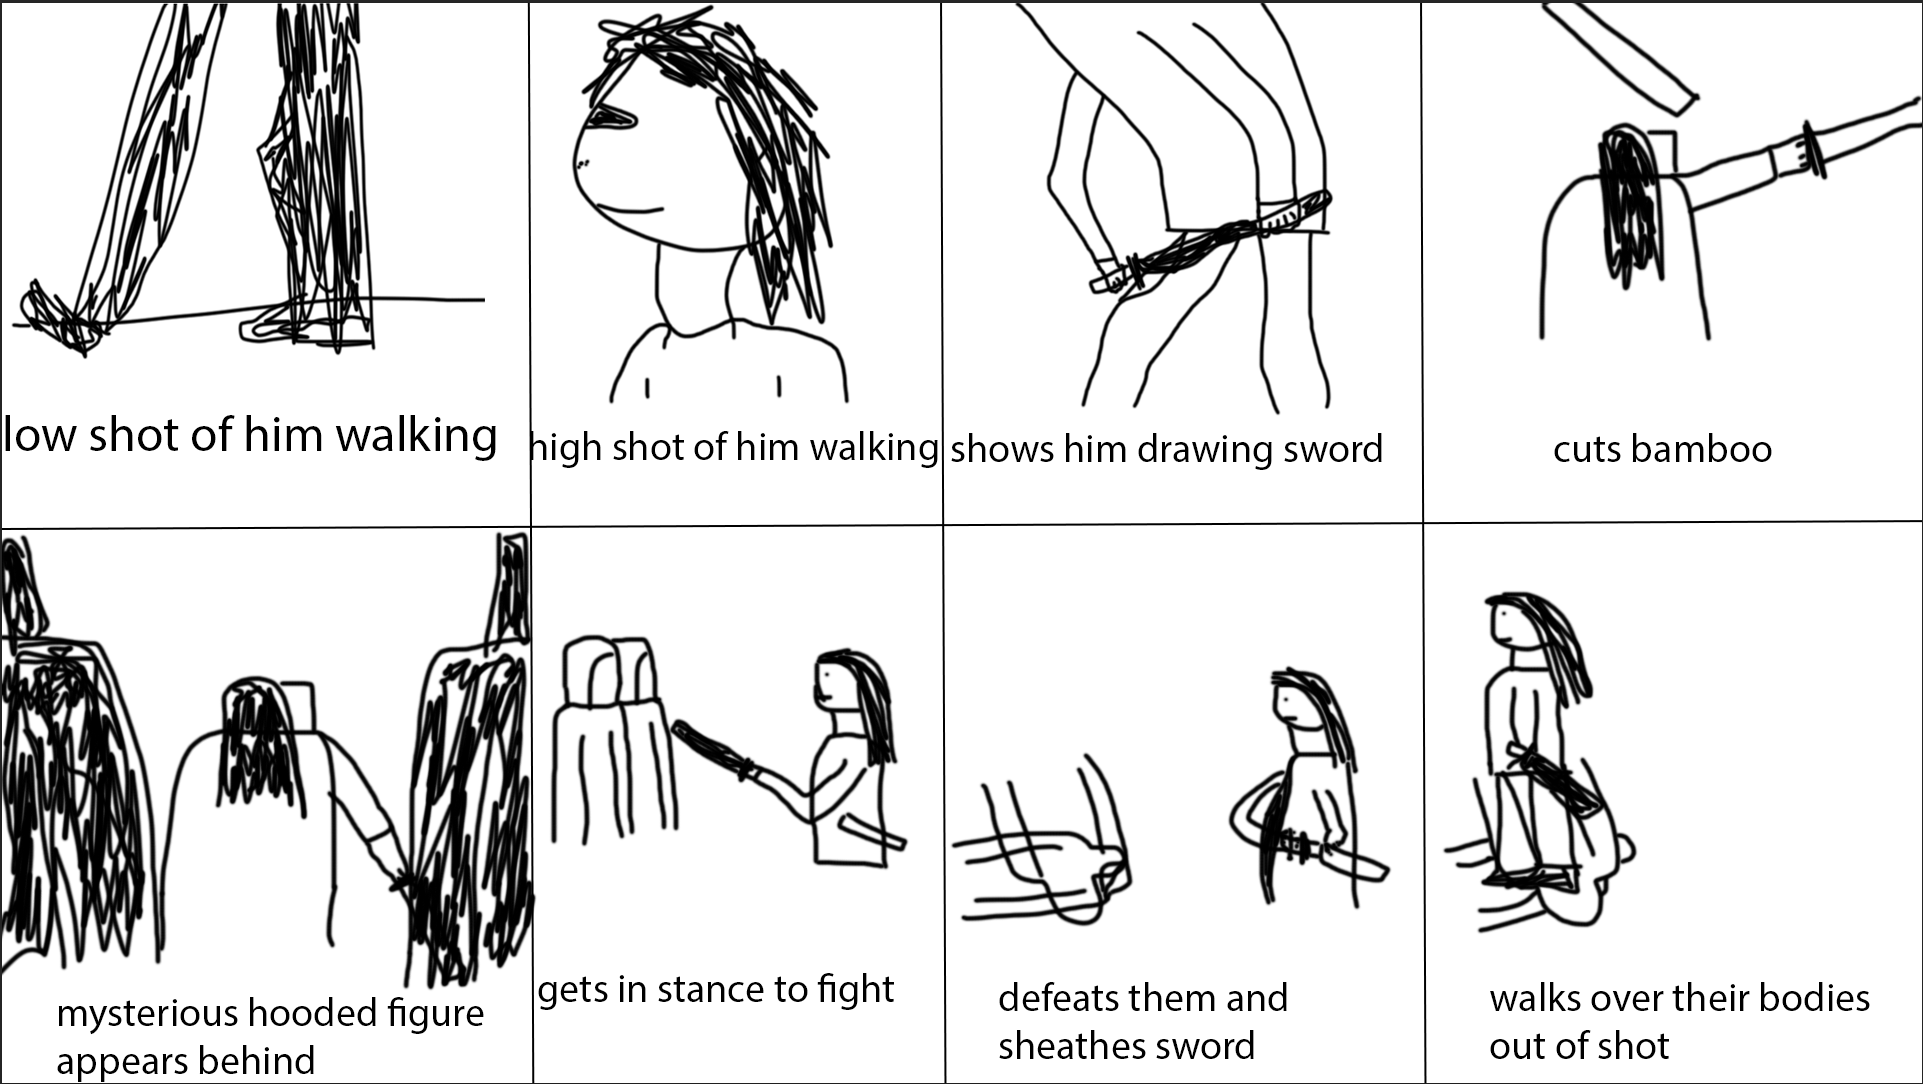 low shot of him walking
high shot of him walking
shows him drawing sword
cuts bamboo
mysterious hooded figure
appears behind
gets in stance to fight
defeats them and
sheathes sword
walks over their bodies
out of shot